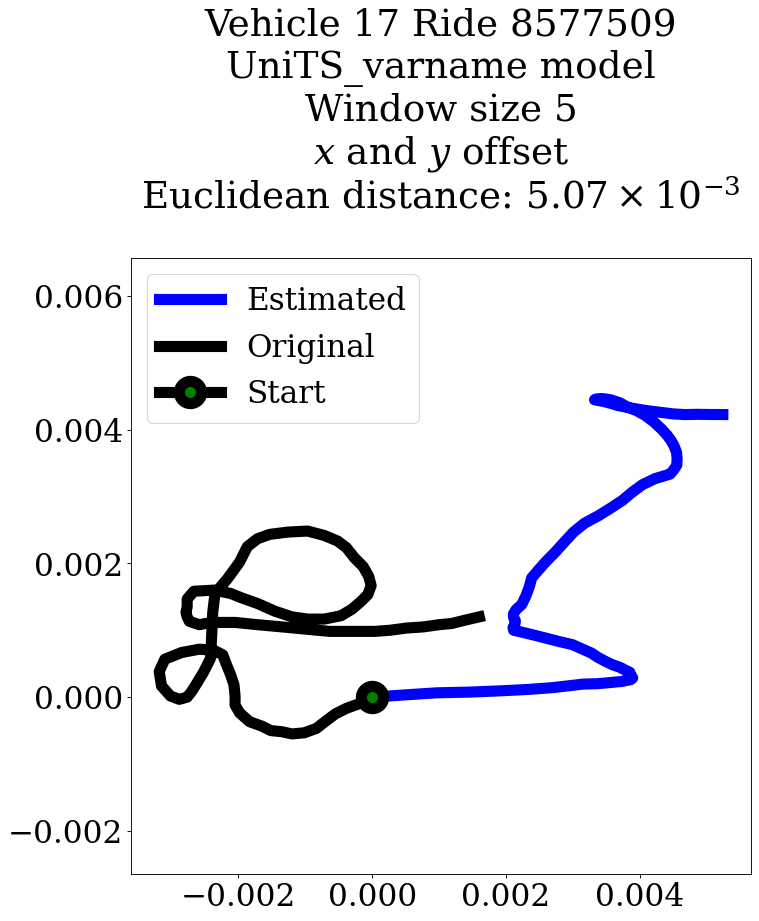 Vehicle 17 Ride 8577509
UniTS_varname model
Window size 5
x and y offset
Euclidean distance: 5.07 × 10⁻³
Estimated
Original
Start
0.006
0.004
0.002
0.000
−0.002
−0.002
0.000
0.002
0.004